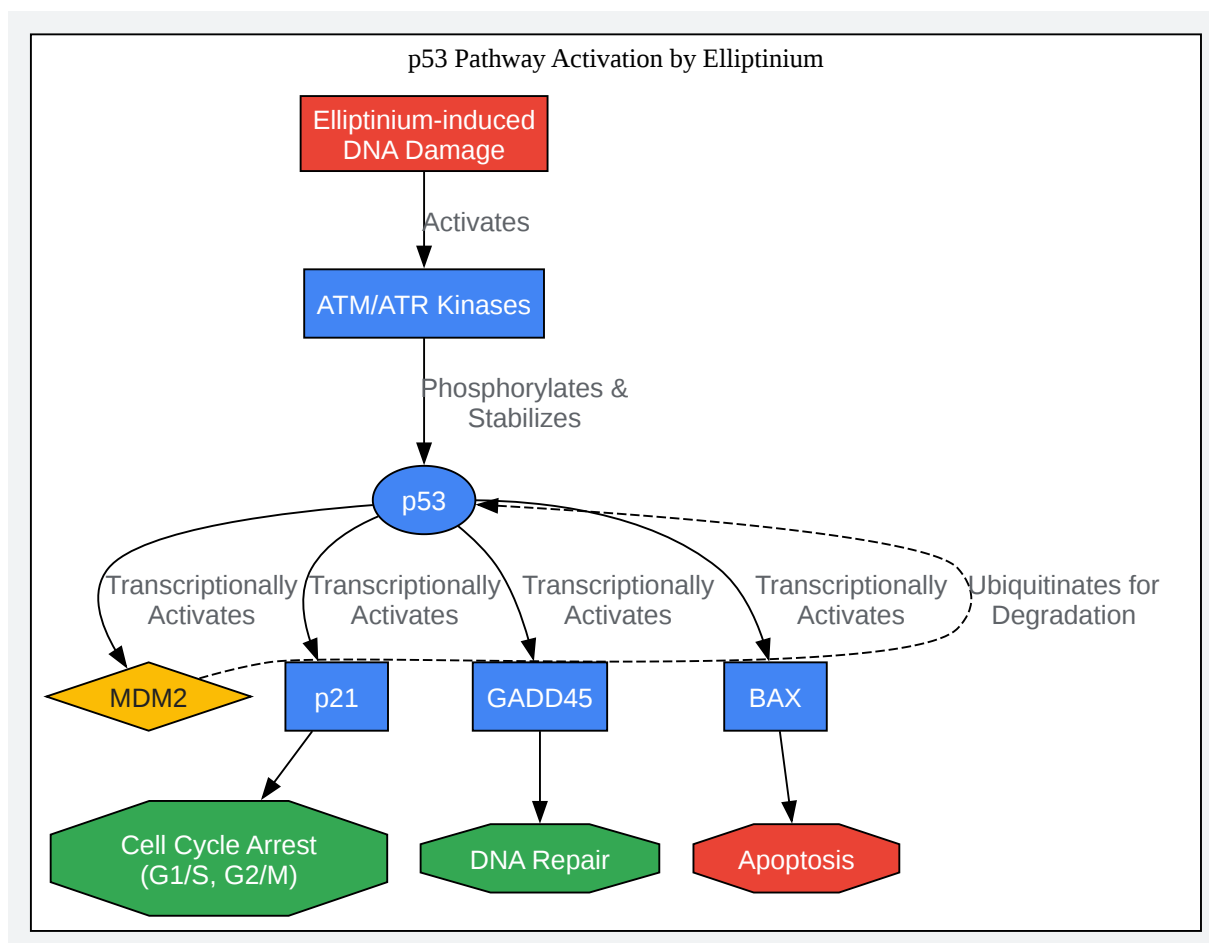 p53 Pathway Activation by Elliptinium
Elliptinium-induced
DNA Damage
Activates
ATM/ATR Kinases
Phosphorylates &
Stabilizes
p53
Transcriptionally
Activates
Transcriptionally
Activates
Transcriptionally
Activates
Transcriptionally
Activates
Ubiquitinates for
Degradation
MDM2
p21
GADD45
BAX
Cell Cycle Arrest
(G1/S, G2/M)
DNA Repair
Apoptosis